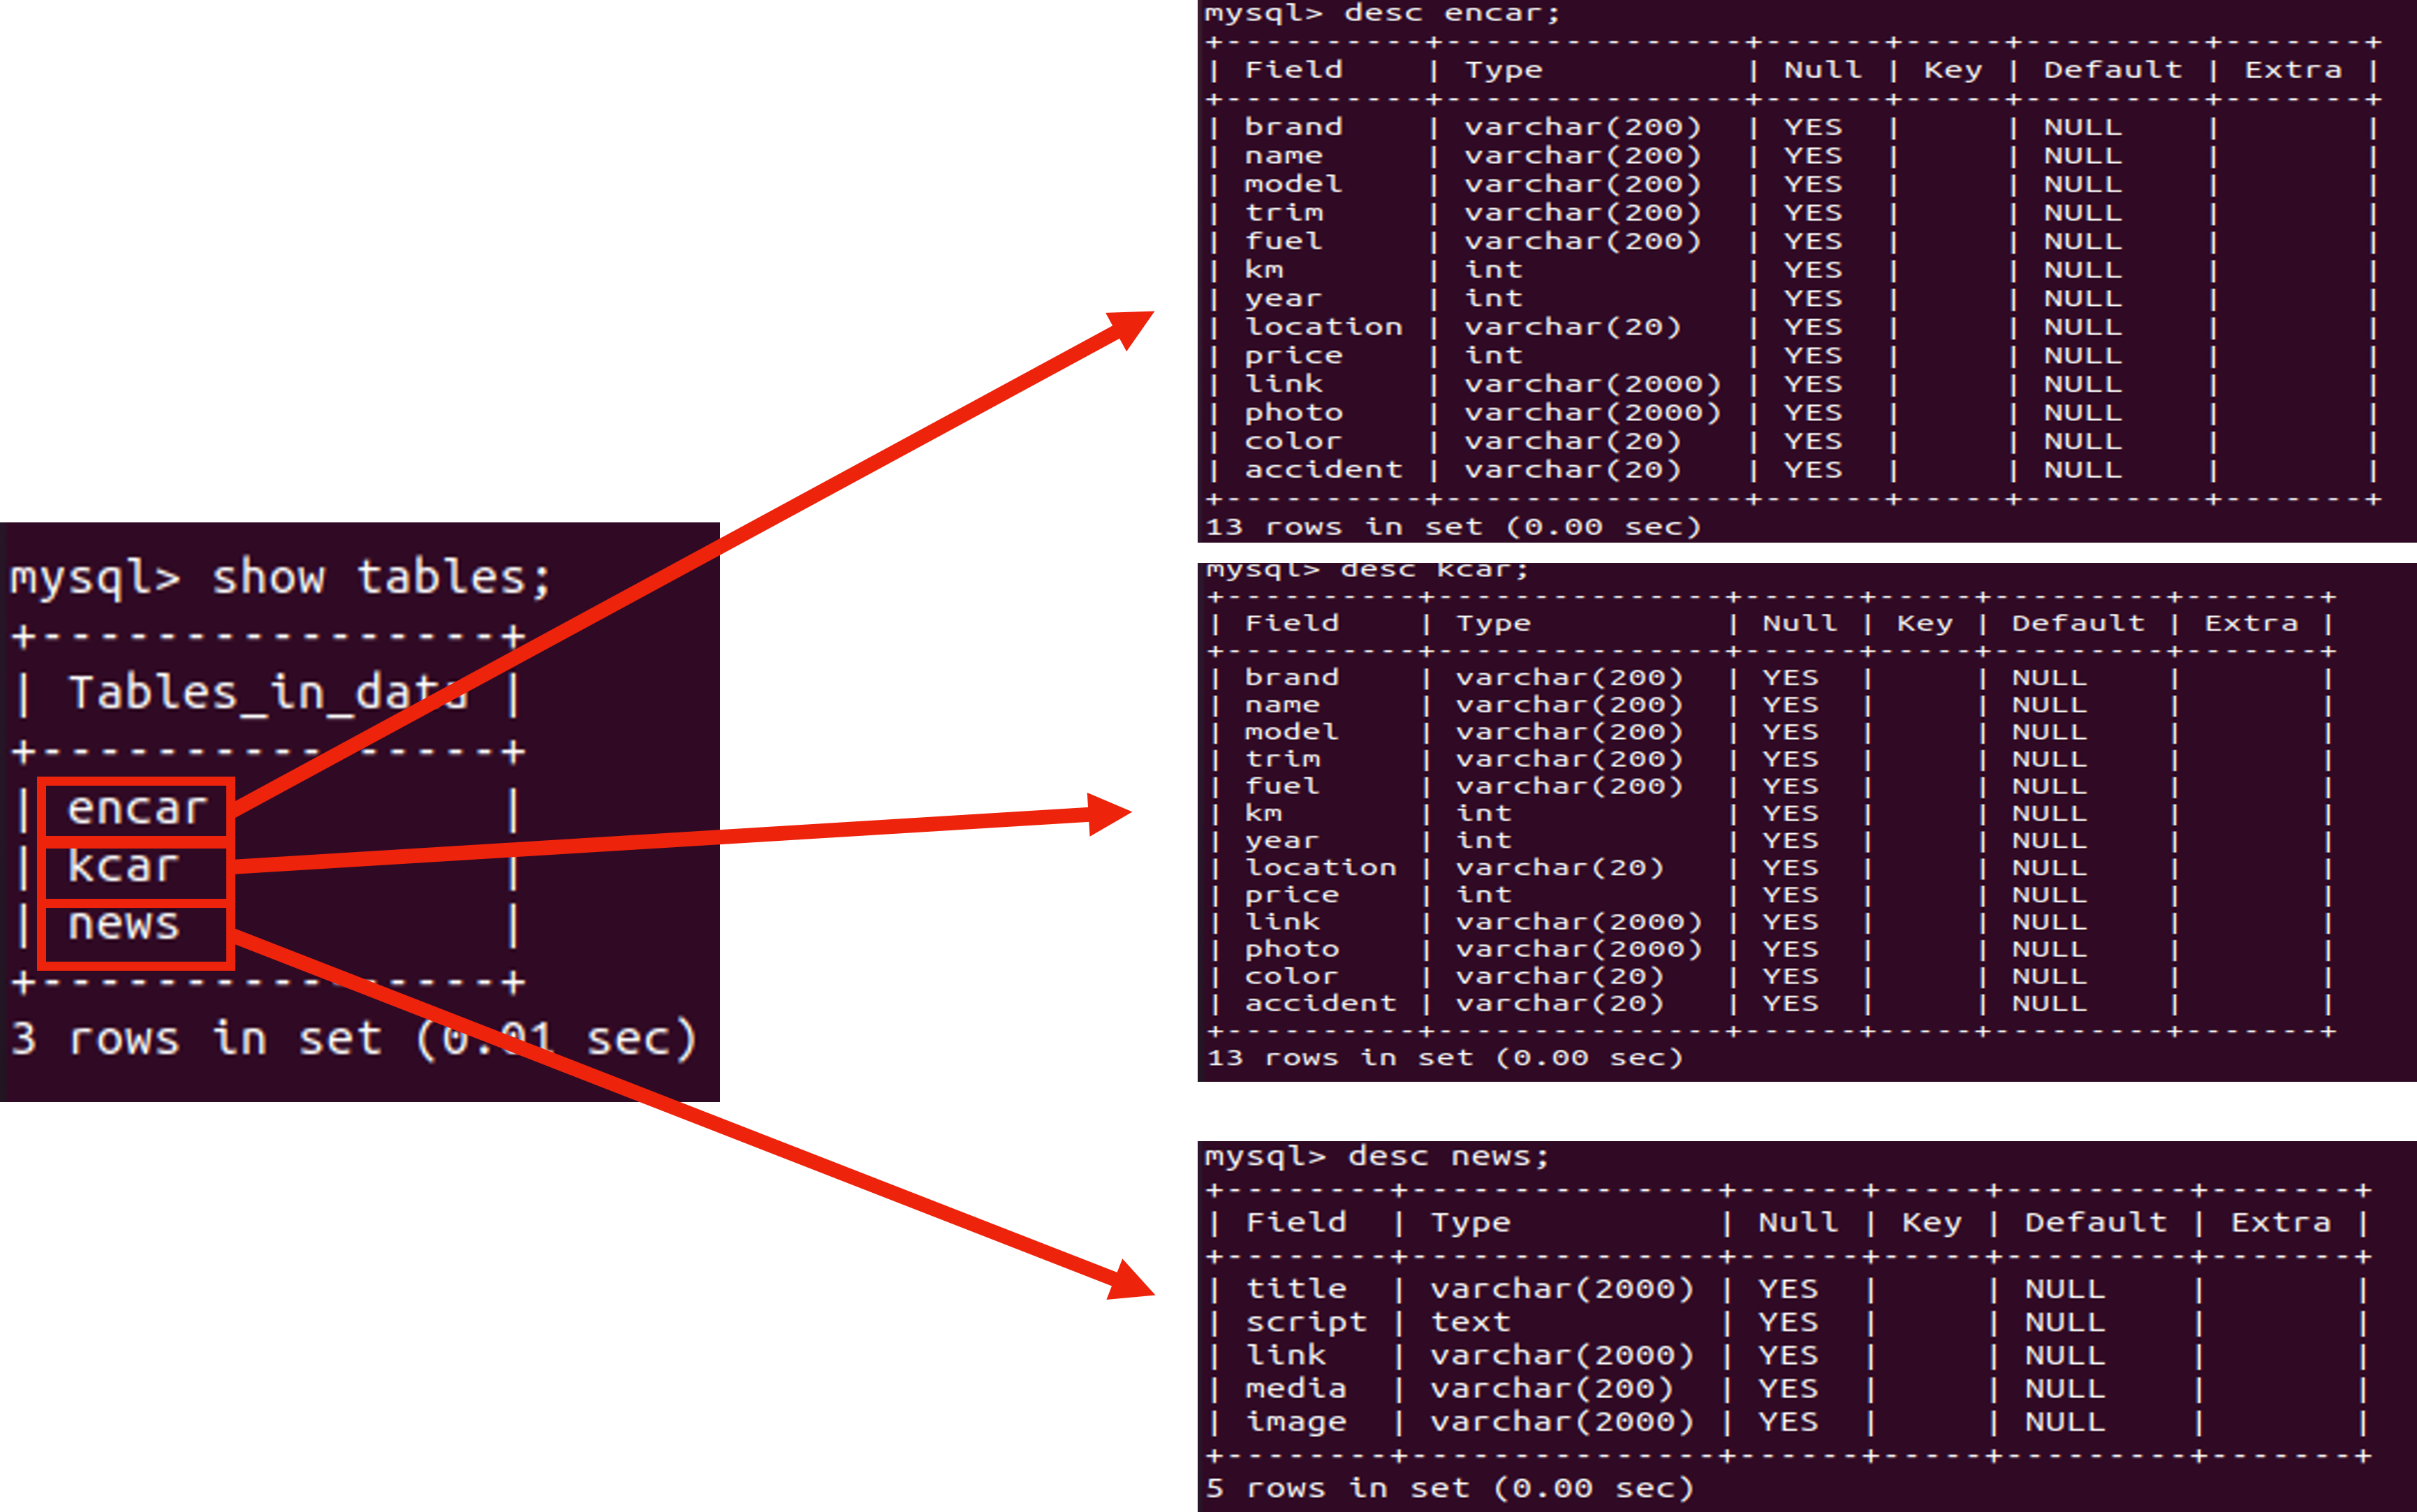 mysql> show tables;
+-----------------+
| Tables_in_data |
+-----------------+
| encar |
| kcar |
| news |
+-----------------+
3 rows in set (0.01 sec)
mysql> desc encar;
+----------+---------------+------+-----+---------+-------+
| Field | Type | Null | Key | Default | Extra |
+----------+---------------+------+-----+---------+-------+
| brand | varchar(200) | YES | | NULL | |
| name | varchar(200) | YES | | NULL | |
| model | varchar(200) | YES | | NULL | |
| trim | varchar(200) | YES | | NULL | |
| fuel | varchar(200) | YES | | NULL | |
| km | int | YES | | NULL | |
| year | int | YES | | NULL | |
| location | varchar(20) | YES | | NULL | |
| price | int | YES | | NULL | |
| link | varchar(2000) | YES | | NULL | |
| photo | varchar(2000) | YES | | NULL | |
| color | varchar(20) | YES | | NULL | |
| accident | varchar(20) | YES | | NULL | |
+----------+---------------+------+-----+---------+-------+
13 rows in set (0.00 sec)
mysql> desc kcar;
+----------+---------------+------+-----+---------+-------+
| Field | Type | Null | Key | Default | Extra |
+----------+---------------+------+-----+---------+-------+
| brand | varchar(200) | YES | | NULL | |
| name | varchar(200) | YES | | NULL | |
| model | varchar(200) | YES | | NULL | |
| trim | varchar(200) | YES | | NULL | |
| fuel | varchar(200) | YES | | NULL | |
| km | int | YES | | NULL | |
| year | int | YES | | NULL | |
| location | varchar(20) | YES | | NULL | |
| price | int | YES | | NULL | |
| link | varchar(2000) | YES | | NULL | |
| photo | varchar(2000) | YES | | NULL | |
| color | varchar(20) | YES | | NULL | |
| accident | varchar(20) | YES | | NULL | |
+----------+---------------+------+-----+---------+-------+
13 rows in set (0.00 sec)
mysql> desc news;
+--------+---------------+------+-----+---------+-------+
| Field | Type | Null | Key | Default | Extra |
+--------+---------------+------+-----+---------+-------+
| title | varchar(2000) | YES | | NULL | |
| script | text | YES | | NULL | |
| link | varchar(2000) | YES | | NULL | |
| media | varchar(200) | YES | | NULL | |
| image | varchar(2000) | YES | | NULL | |
+--------+---------------+------+-----+---------+-------+
5 rows in set (0.00 sec)